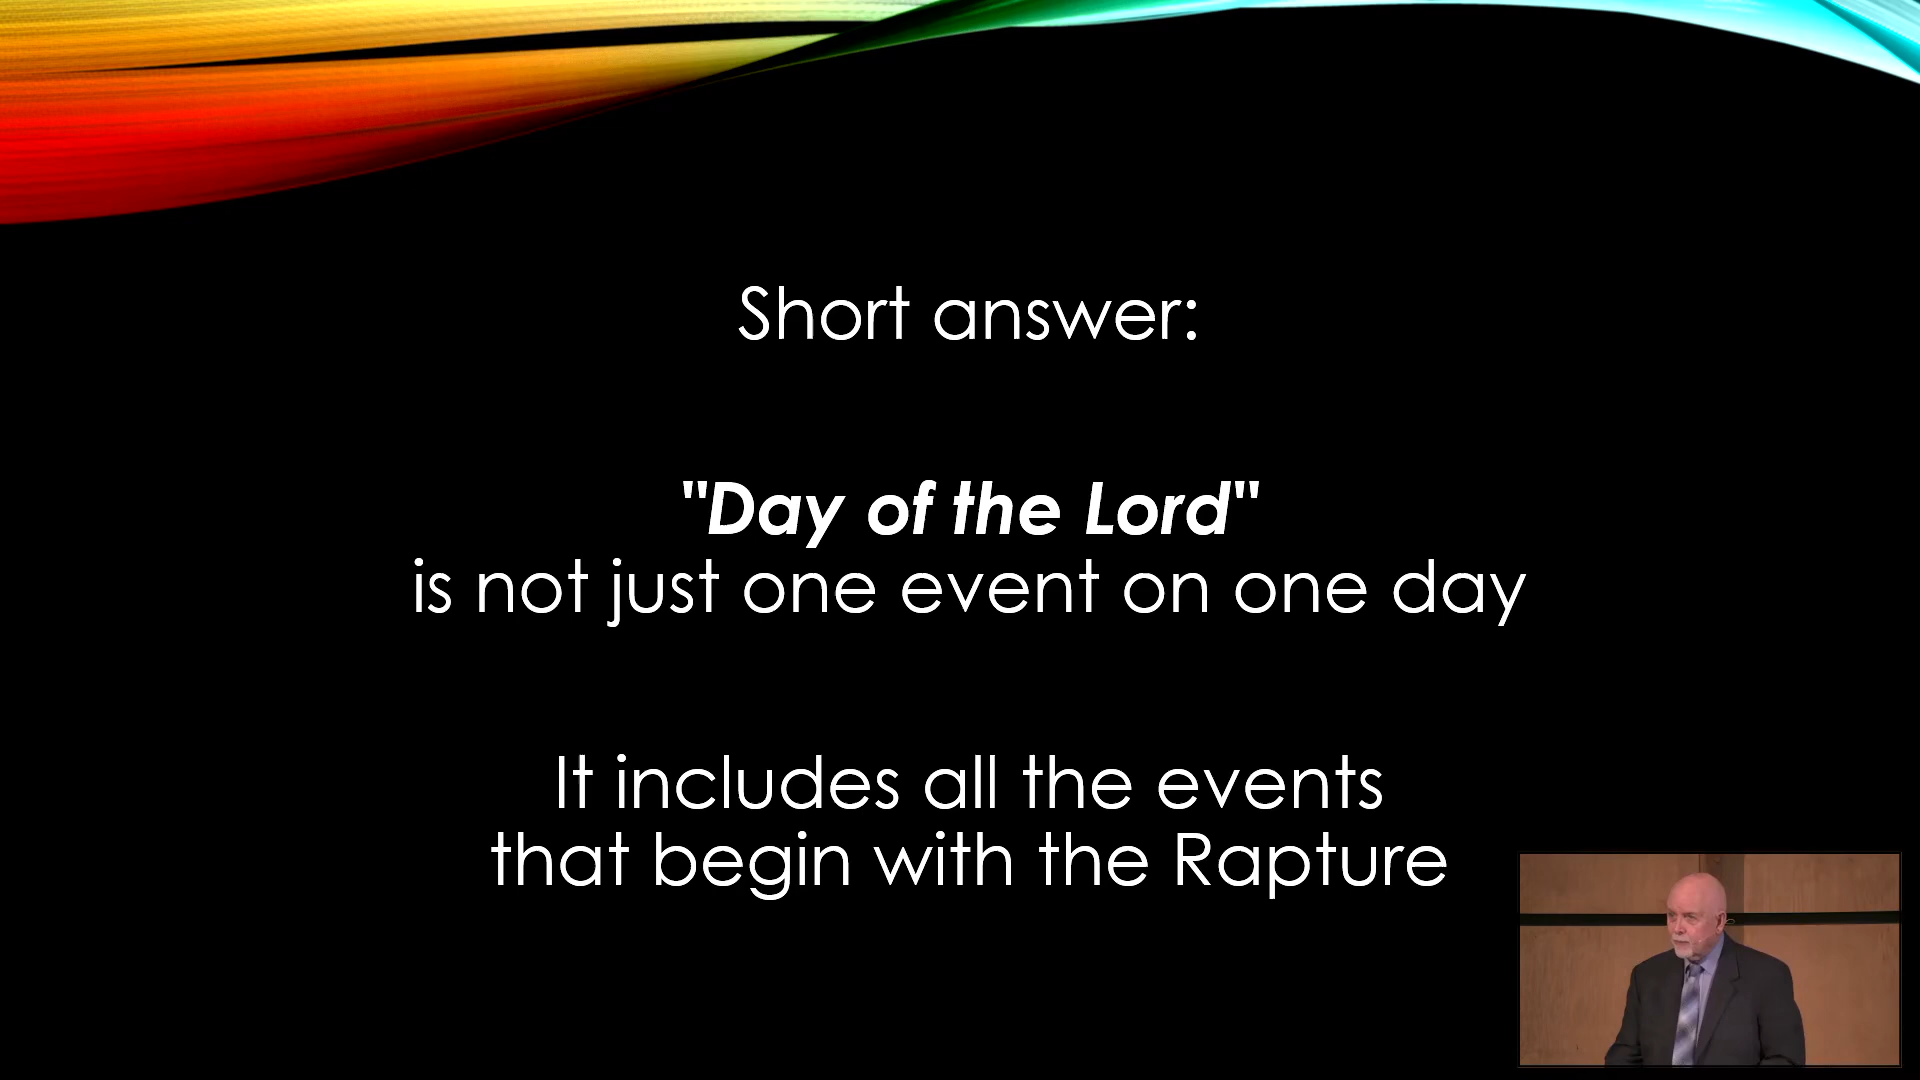 Short answer:
"Day of the Lord"
is not just one event on one day
It includes all the events
that begin with the Rapture